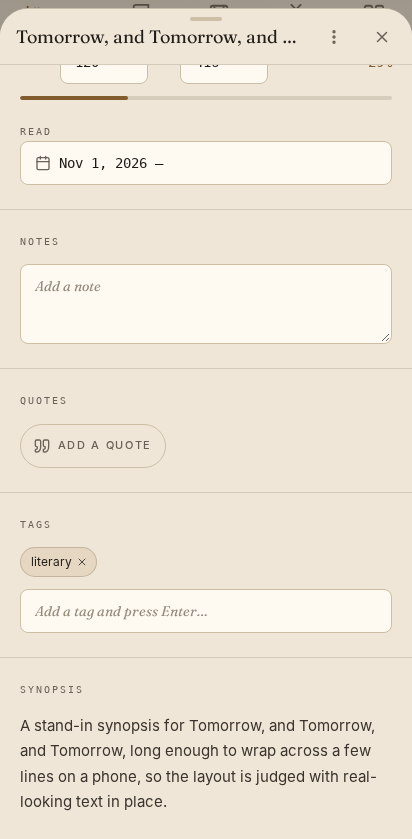 Tomorrow, and Tomorrow, and ...
READ
Nov 1, 2026 –
NOTES
Add a note
QUOTES
ADD A QUOTE
TAGS
literary
Add a tag and press Enter...
SYNOPSIS
A stand-in synopsis for Tomorrow, and Tomorrow,
and Tomorrow, long enough to wrap across a few
lines on a phone, so the layout is judged with real-
looking text in place.